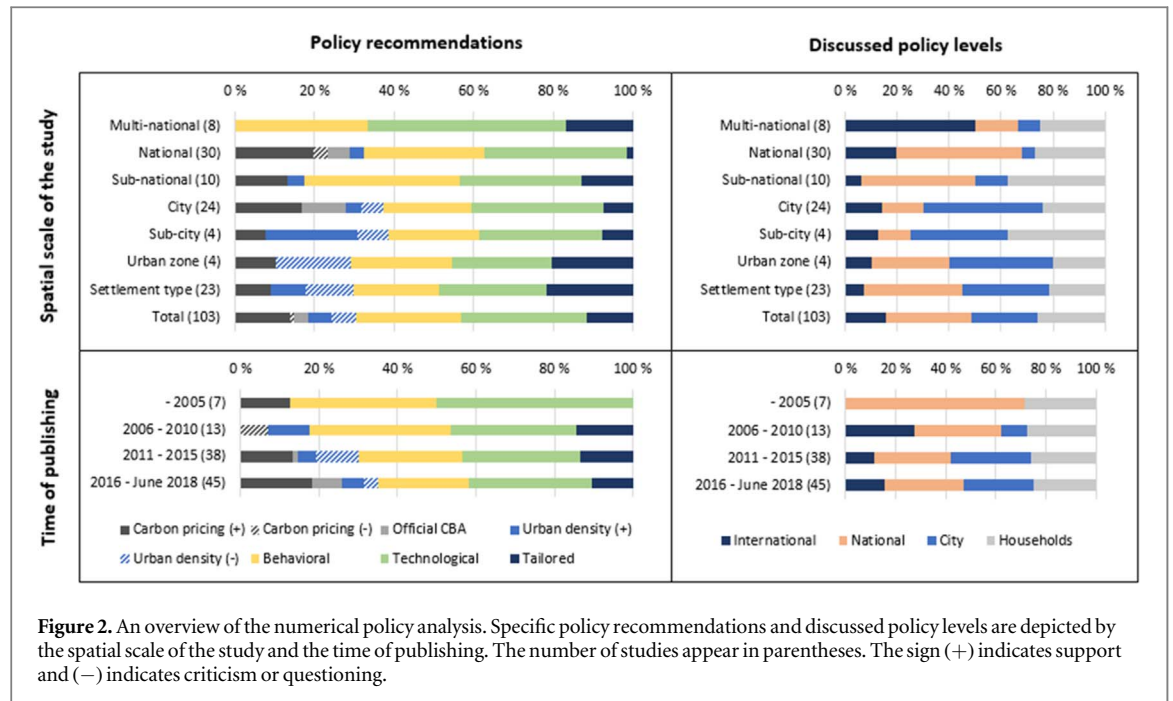 Policy recommendations
Discussed policy levels
Spatial scale of the study
0 % 20 % 40 % 60 % 80 % 100 %
0 % 20 % 40 % 60 % 80 % 100 %
Multi-national (8)
National (30)
Sub-national (10)
City (24)
Sub-city (4)
Urban zone (4)
Settlement type (23)
Total (103)
Multi-national (8)
National (30)
Sub-national (10)
City (24)
Sub-city (4)
Urban zone (4)
Settlement type (23)
Total (103)
Time of publishing
0 % 20 % 40 % 60 % 80 % 100 %
0 % 20 % 40 % 60 % 80 % 100 %
- 2005 (7)
2006 - 2010 (13)
2011 - 2015 (38)
2016 - June 2018 (45)
- 2005 (7)
2006 - 2010 (13)
2011 - 2015 (38)
2016 - June 2018 (45)
Carbon pricing (+) Carbon pricing (-) Official CBA Urban density (+)
Urban density (-) Behavioral Technological Tailored
International National City Households
Figure 2. An overview of the numerical policy analysis. Specific policy recommendations and discussed policy levels are depicted by
the spatial scale of the study and the time of publishing. The number of studies appear in parentheses. The sign (+) indicates support
and (−) indicates criticism or questioning.